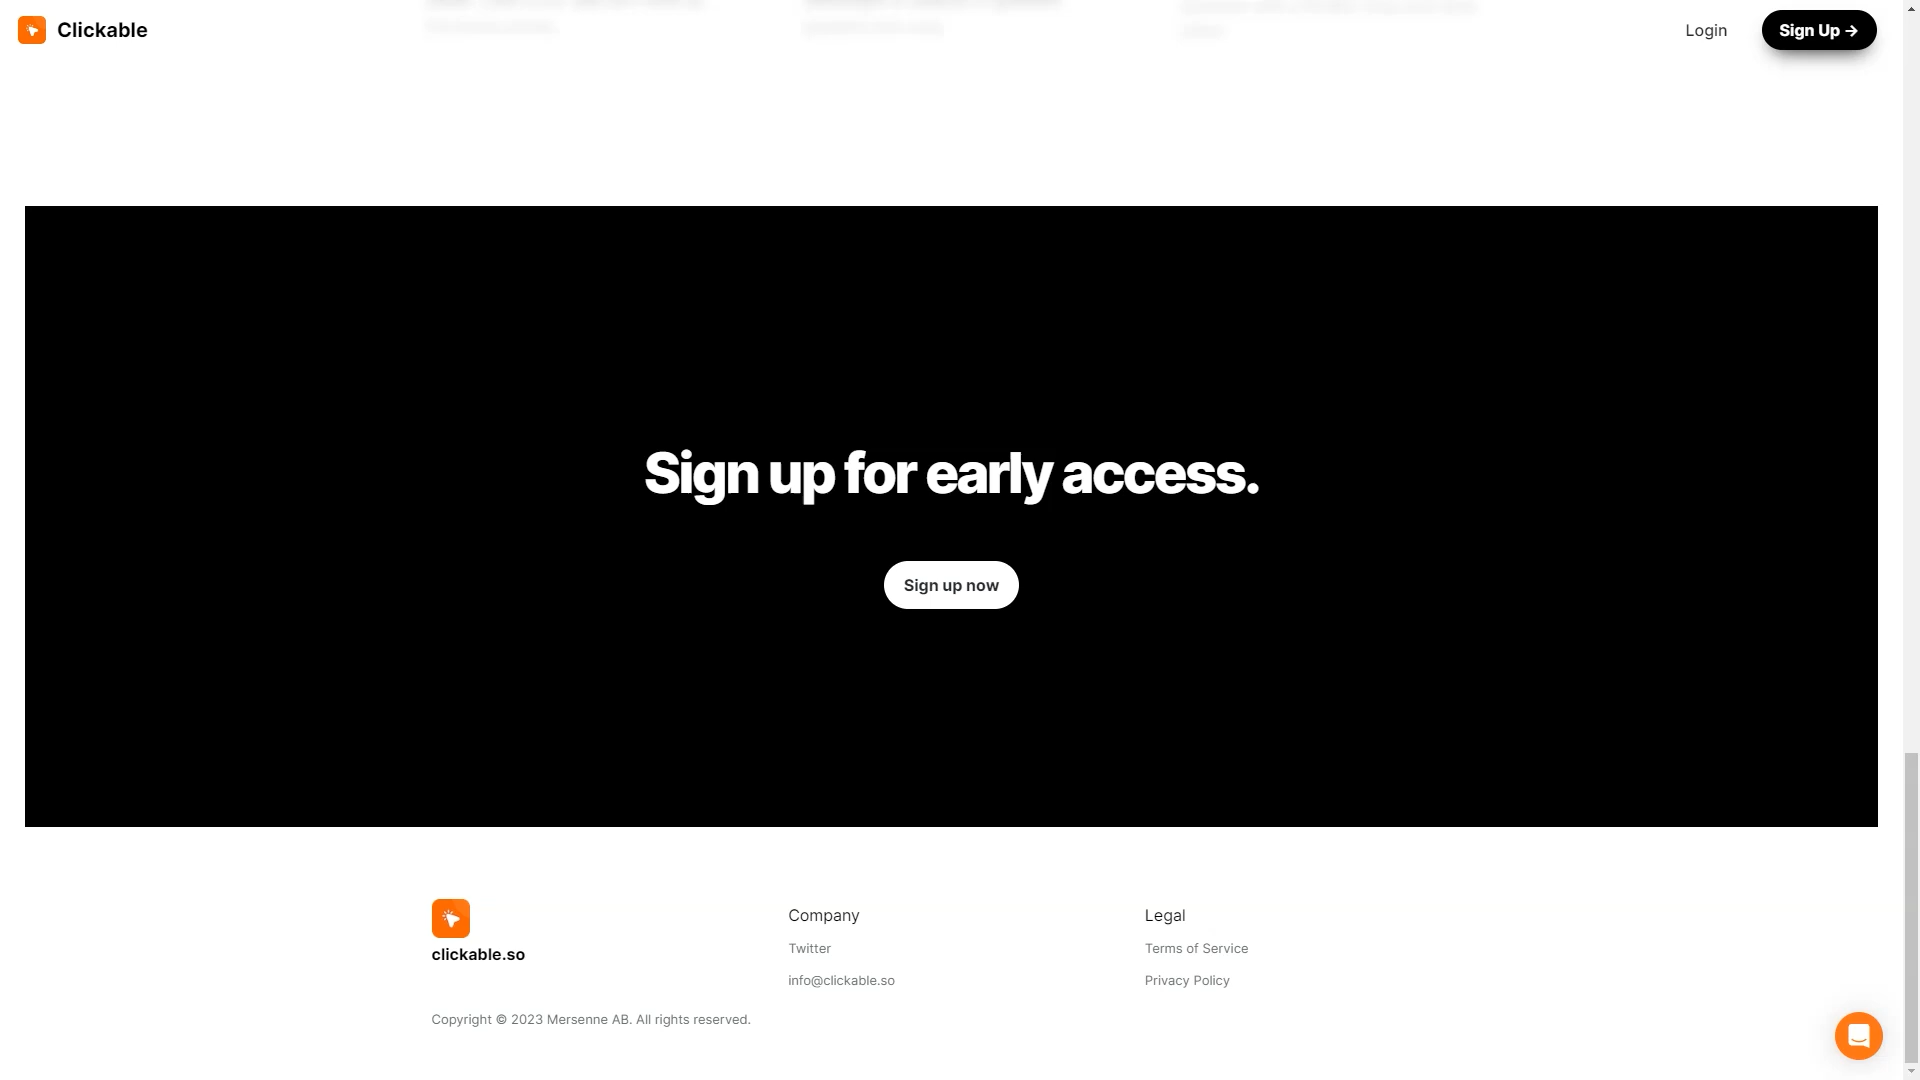 Clickable
Login
Sign Up →
Sign up for early access.
Sign up now
clickable.so
Company
Twitter
info@clickable.so
Legal
Terms of Service
Privacy Policy
Copyright © 2023 Mersenne AB. All rights reserved.